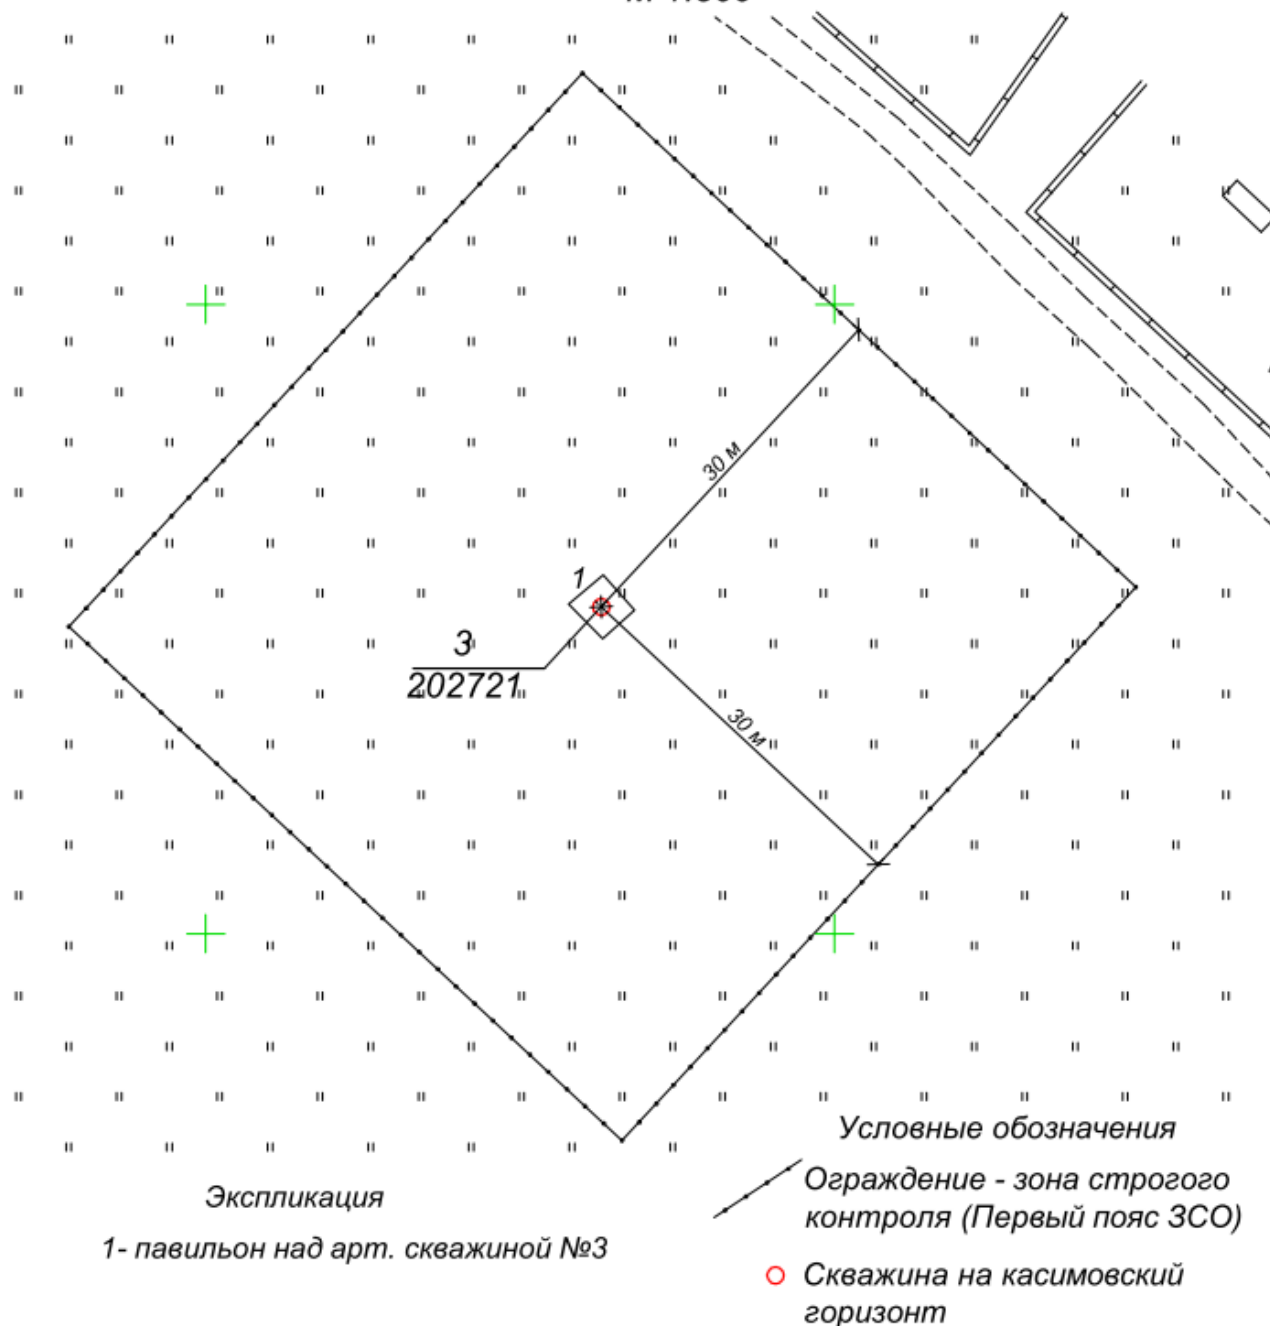 30 м
1
3
202721
30 м
Условные обозначения
Ограждение - зона строгого
контроля (Первый пояс ЗСО)
Экспликация
1- павильон над арт. скважиной №3
Скважина на касимовский
горизонт